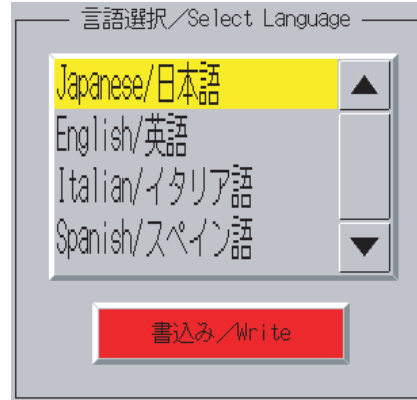 言語選択／Select Language
Japanese/日本語
English/英語
Italian/イタリア語
Spanish/スペイン語
書込み／Write